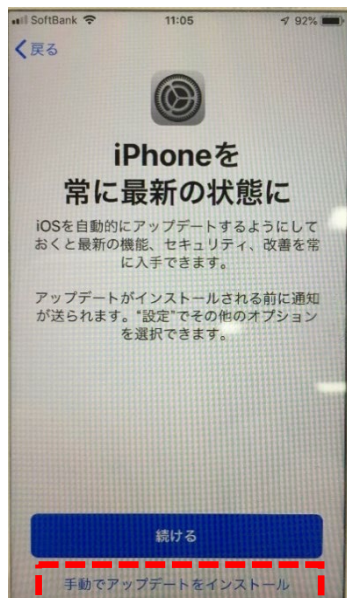 SoftBank 11:05 92%
戻る
iPhoneを
常に最新の状態に
iOSを自動的にアップデートするようにして
おくと最新の機能、セキュリティ、改善を常
に入手できます。
アップデートがインストールされる前に通知
が送られます。“設定”でその他のオプション
を選択できます。
続ける
手動でアップデートをインストール